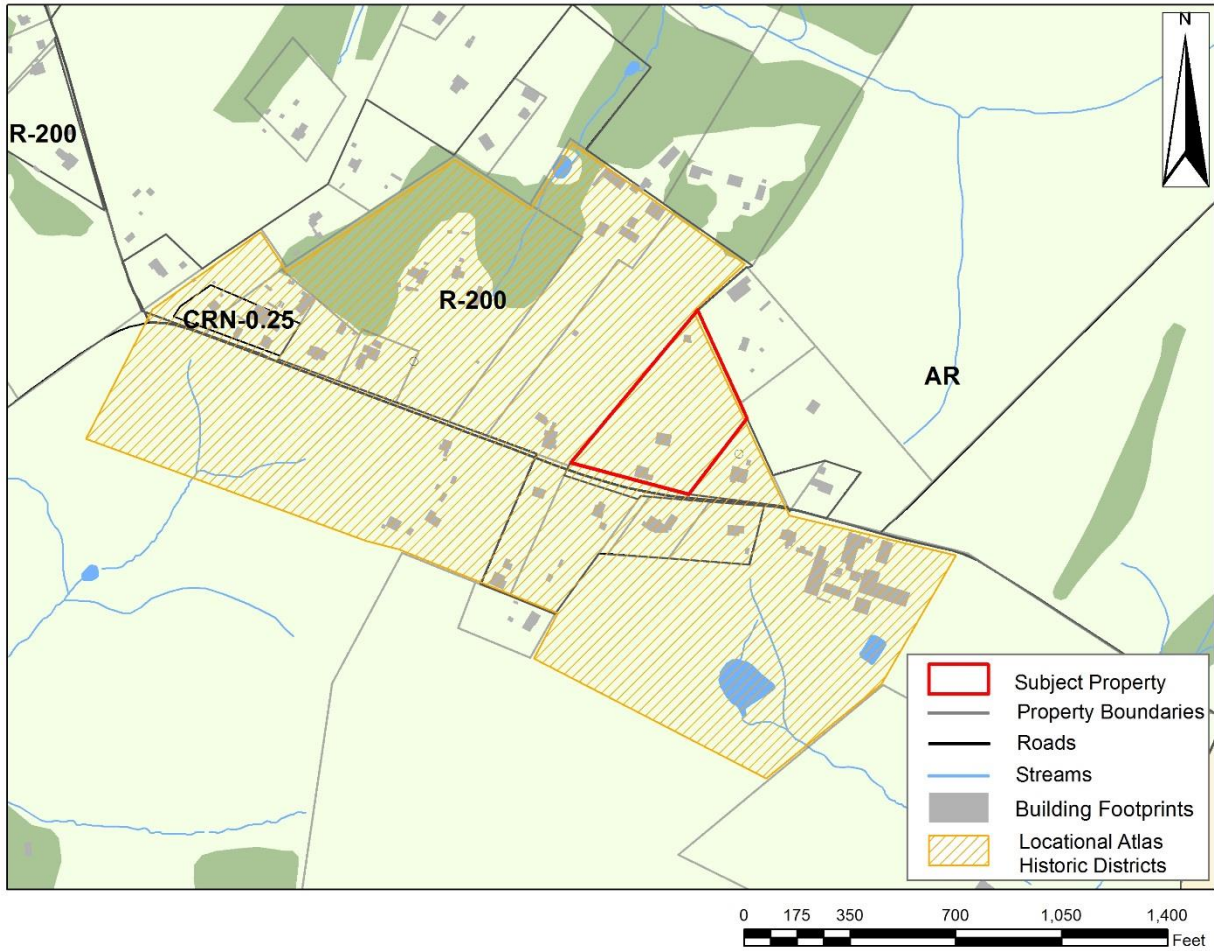 N
R-200
CRN-0.25
R-200
AR
Subject Property
Property Boundaries
Roads
Streams
Building Footprints
Locational Atlas
Historic Districts
0 175 350 700 1,050 1,400
Feet